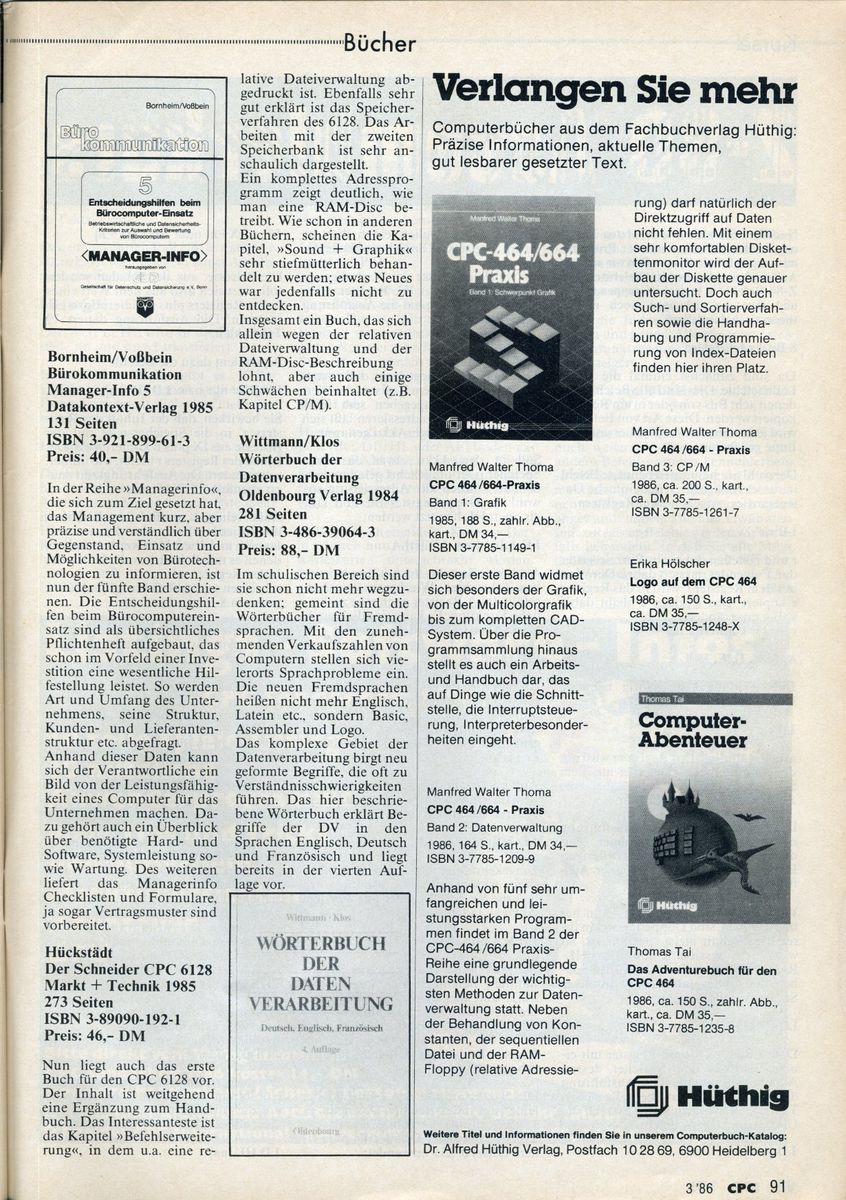 Bücher
Bornheim/Voßbein
Büro
kommunikation
5
Entscheidungshilfen beim
Bürocomputer-Einsatz
Betriebswirtschaftliche und Datensicherheits-
Kriterien zur Auswahl und Bewertung
von Bürocomputern
<MANAGER-INFO>
herausgegeben von
Gesellschaft für Datenschutz und Datensicherung e.V., Bonn
Bornheim/Voßbein
Bürokommunikation
Manager-Info 5
Datakontext-Verlag 1985
131 Seiten
ISBN 3-921-899-61-3
Preis: 40,- DM
In der Reihe »Managerinfo«,
die sich zum Ziel gesetzt hat,
das Management kurz, aber
präzise und verständlich über
Gegenstand, Einsatz und
Möglichkeiten von Bürotech-
nologien zu informieren, ist
nun der fünfte Band erschie-
nen. Die Entscheidungshil-
fen beim Bürocomputerein-
satz sind als übersichtliches
Pflichtenheft aufgebaut, das
schon im Vorfeld einer Inve-
stition eine wesentliche Hil-
festellung leistet. So werden
Art und Umfang des Unter-
nehmens, seine Struktur,
Kunden- und Lieferanten-
struktur etc. abgefragt.
Anhand dieser Daten kann
sich der Verantwortliche ein
Bild von der Leistungsfähig-
keit eines Computer für das
Unternehmen machen. Da-
zu gehört auch ein Überblick
über benötigte Hard- und
Software, Systemleistung so-
wie Wartung. Des weiteren
liefert das Managerinfo
Checklisten und Formulare,
ja sogar Vertragsmuster sind
vorbereitet.
Hückstädt
Der Schneider CPC 6128
Markt + Technik 1985
273 Seiten
ISBN 3-89090-192-1
Preis: 46,- DM
Nun liegt auch das erste
Buch für den CPC 6128 vor.
Der Inhalt ist weitgehend
eine Ergänzung zum Hand-
buch. Das Interessanteste ist
das Kapitel »Befehlserweite-
rung«, in dem u.a. eine re-
lative Dateiverwaltung ab-
gedruckt ist. Ebenfalls sehr
gut erklärt ist das Speicher-
verfahren des 6128. Das Ar-
beiten mit der zweiten
Speicherbank ist sehr an-
schaulich dargestellt.
Ein komplettes Adresspro-
gramm zeigt deutlich, wie
man eine RAM-Disc be-
treibt. Wie schon in anderen
Büchern, scheinen die Ka-
pitel, »Sound + Graphik«
sehr stiefmütterlich behan-
delt zu werden; etwas Neues
war jedenfalls nicht zu
entdecken.
Insgesamt ein Buch, das sich
allein wegen der relativen
Dateiverwaltung und der
RAM-Disc-Beschreibung
lohnt, aber auch einige
Schwächen beinhaltet (z.B.
Kapitel CP/M).
Wittmann/Klos
Wörterbuch der
Datenverarbeitung
Oldenbourg Verlag 1984
281 Seiten
ISBN 3-486-39064-3
Preis: 88,- DM
Im schulischen Bereich sind
sie schon nicht mehr wegzu-
denken; gemeint sind die
Wörterbücher für Fremd-
sprachen. Mit den zuneh-
menden Verkaufszahlen von
Computern stellen sich vie-
lerorts Sprachprobleme ein.
Die neuen Fremdsprachen
heißen nicht mehr Englisch,
Latein etc., sondern Basic,
Assembler und Logo.
Das komplexe Gebiet der
Datenverarbeitung birgt neu
geformte Begriffe, die oft zu
Verständnisschwierigkeiten
führen. Das hier beschrie-
bene Wörterbuch erklärt Be-
griffe der DV in den
Sprachen Englisch, Deutsch
und Französisch und liegt
bereits in der vierten Auf-
lage vor.
Wittmann · Klos
WÖRTERBUCH
DER
DATEN
VERARBEITUNG
Deutsch, Englisch, Französisch
4. Auflage
Oldenbourg
Verlangen Sie mehr
Computerbücher aus dem Fachbuchverlag Hüthig:
Präzise Informationen, aktuelle Themen,
gut lesbarer gesetzter Text.
Manfred Walter Thoma
CPC-464/664
Praxis
Band 1: Schwerpunkt Grafik
Hüthig
Manfred Walter Thoma
CPC 464/664-Praxis
Band 1: Grafik
1985, 188 S., zahlr. Abb.,
kart., DM 34,—
ISBN 3-7785-1149-1
Dieser erste Band widmet
sich besonders der Grafik,
von der Multicolorgrafik
bis zum kompletten CAD-
System. Über die Pro-
grammsammlung hinaus
stellt es auch ein Arbeits-
und Handbuch dar, das
auf Dinge wie die Schnitt-
stelle, die Interruptsteue-
rung, Interpreterbesonder-
heiten eingeht.
Manfred Walter Thoma
CPC 464/664 - Praxis
Band 2: Datenverwaltung
1986, 164 S., kart., DM 34,—
ISBN 3-7785-1209-9
Anhand von fünf sehr um-
fangreichen und lei-
stungsstarken Program-
men findet im Band 2 der
CPC-464/664 Praxis-
Reihe eine grundlegende
Darstellung der wichtig-
sten Methoden zur Daten-
verwaltung statt. Neben
der Behandlung von Kon-
stanten, der sequentiellen
Datei und der RAM-
Floppy (relative Adressie-
rung) darf natürlich der
Direktzugriff auf Daten
nicht fehlen. Mit einem
sehr komfortablen Disket-
tenmonitor wird der Auf-
bau der Diskette genauer
untersucht. Doch auch
Such- und Sortierverfah-
ren sowie die Handha-
bung und Programmie-
rung von Index-Dateien
finden hier ihren Platz.
Manfred Walter Thoma
CPC 464/664 - Praxis
Band 3: CP/M
1986, ca. 200 S., kart.,
ca. DM 35,—
ISBN 3-7785-1261-7
Erika Hölscher
Logo auf dem CPC 464
1986, ca. 150 S., kart.,
ca. DM 35,—
ISBN 3-7785-1248-X
Thomas Tai
Computer-
Abenteuer
Hüthig
Thomas Tai
Das Adventurebuch für den
CPC 464
1986, ca. 150 S., zahlr. Abb.,
kart., ca. DM 35,—
ISBN 3-7785-1235-8
Hüthig
Weitere Titel und Informationen finden Sie in unserem Computerbuch-Katalog:
Dr. Alfred Hüthig Verlag, Postfach 10 28 69, 6900 Heidelberg 1
3 '86 CPC 91